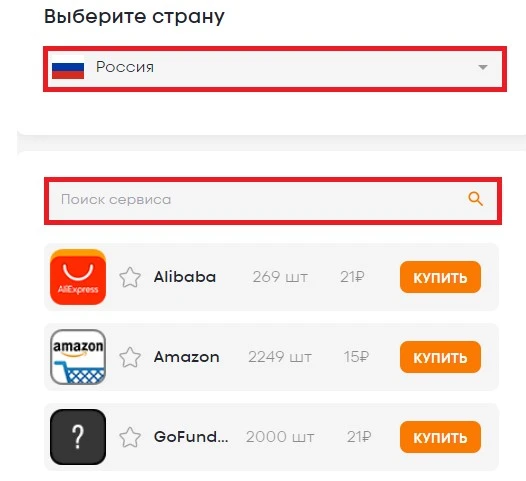 Выберите страну
Россия
Поиск сервиса
AliExpress
Alibaba 269 шт 21₽ КУПИТЬ
amazon
Amazon 2249 шт 15₽ КУПИТЬ
?
GoFund... 2000 шт 21₽ КУПИТЬ